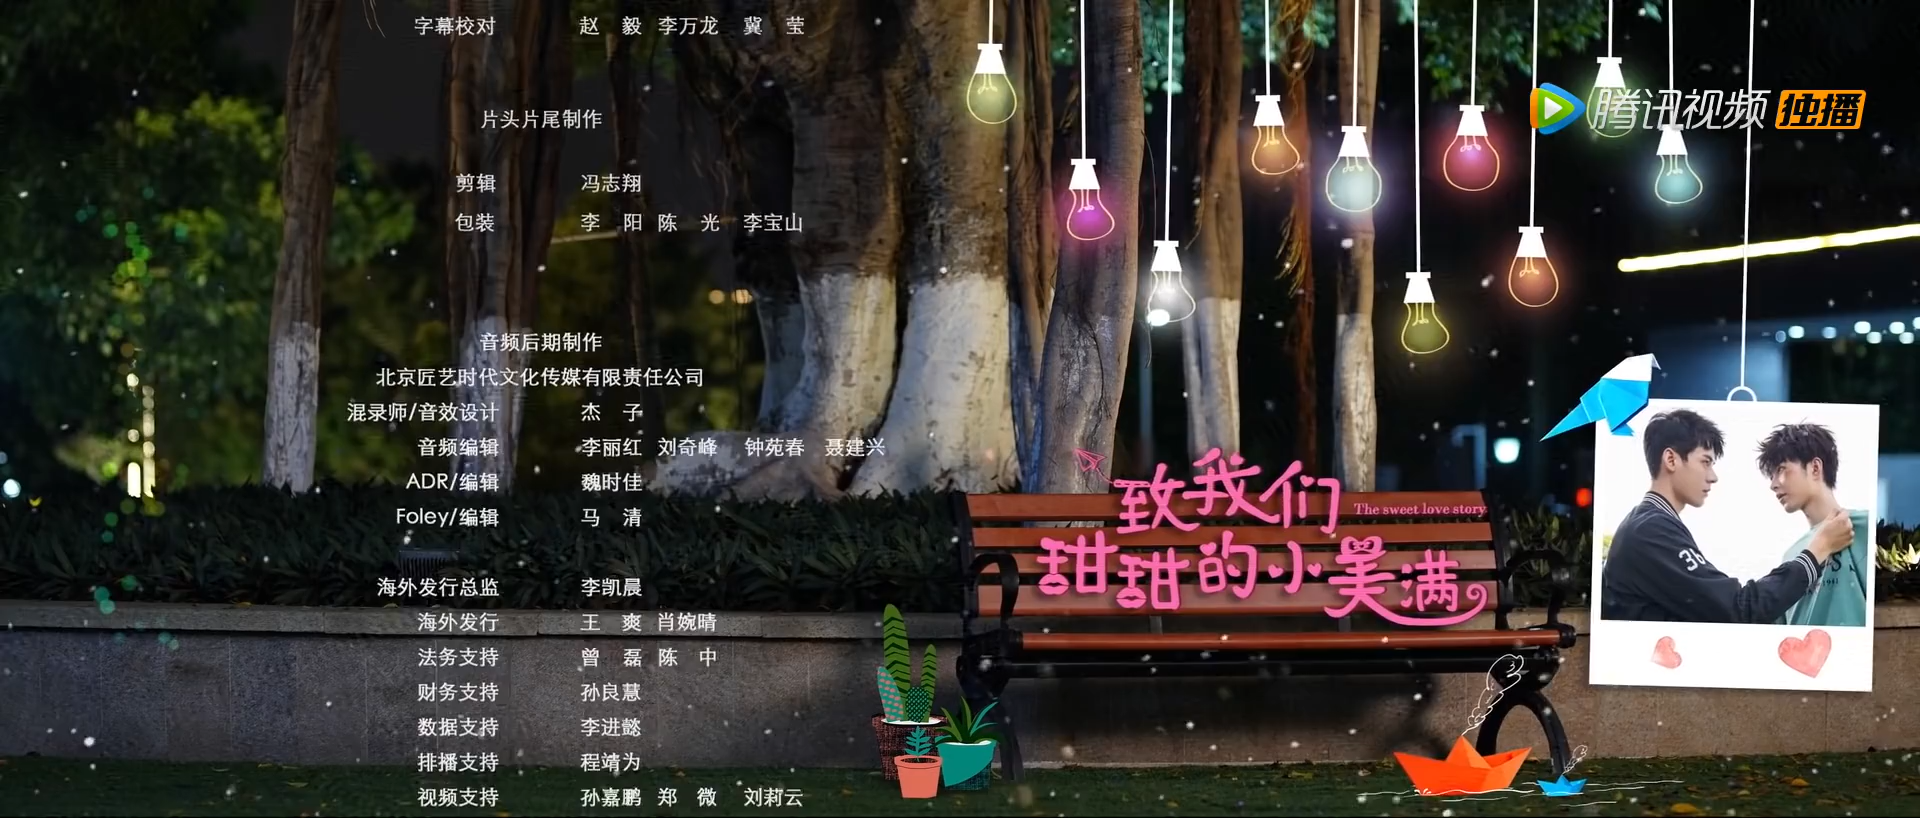 字幕校对 赵 毅 李万龙 冀 莹
片头片尾制作
剪辑 冯志翔
包装 李 阳 陈 光 李宝山
音频后期制作
北京匠艺时代文化传媒有限责任公司
混录师/音效设计 杰 子
音频编辑 李丽红 刘奇峰 钟苑春 聂建兴
ADR/编辑 魏时佳
Foley/编辑 马 清
海外发行总监 李凯晨
海外发行 王 爽 肖婉晴
法务支持 曾 磊 陈 中
财务支持 孙良慧
数据支持 李进懿
排播支持 程靖为
视频支持 孙嘉鹏 郑 微 刘莉云
腾讯视频 独播
致我们
The sweet love story
甜甜的小美满
36